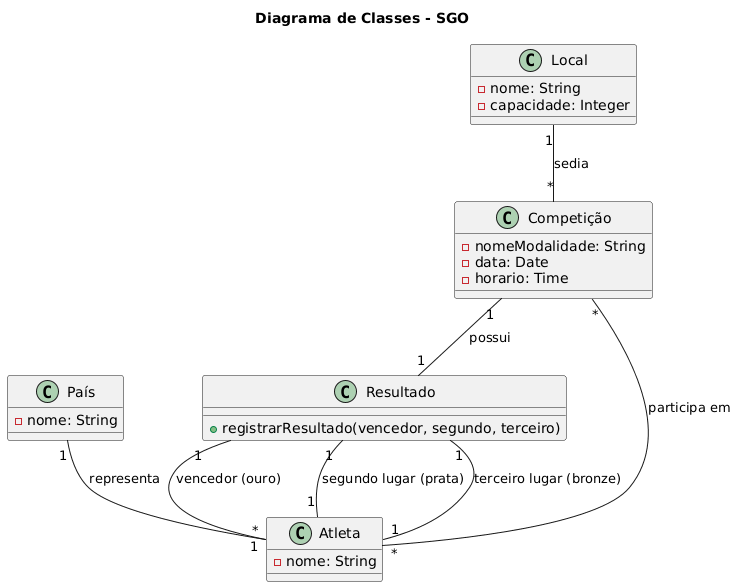 Diagrama de Classes - SGO
C Local
nome: String
capacidade: Integer
1
sedia
*
C Competição
nomeModalidade: String
data: Date
horario: Time
1
*
possui
1
C País
nome: String
C Resultado
registrarResultado(vencedor, segundo, terceiro)
participa em
1
1
1
1
representa
vencedor (ouro)
segundo lugar (prata)
terceiro lugar (bronze)
*
1
1
1
*
C Atleta
nome: String